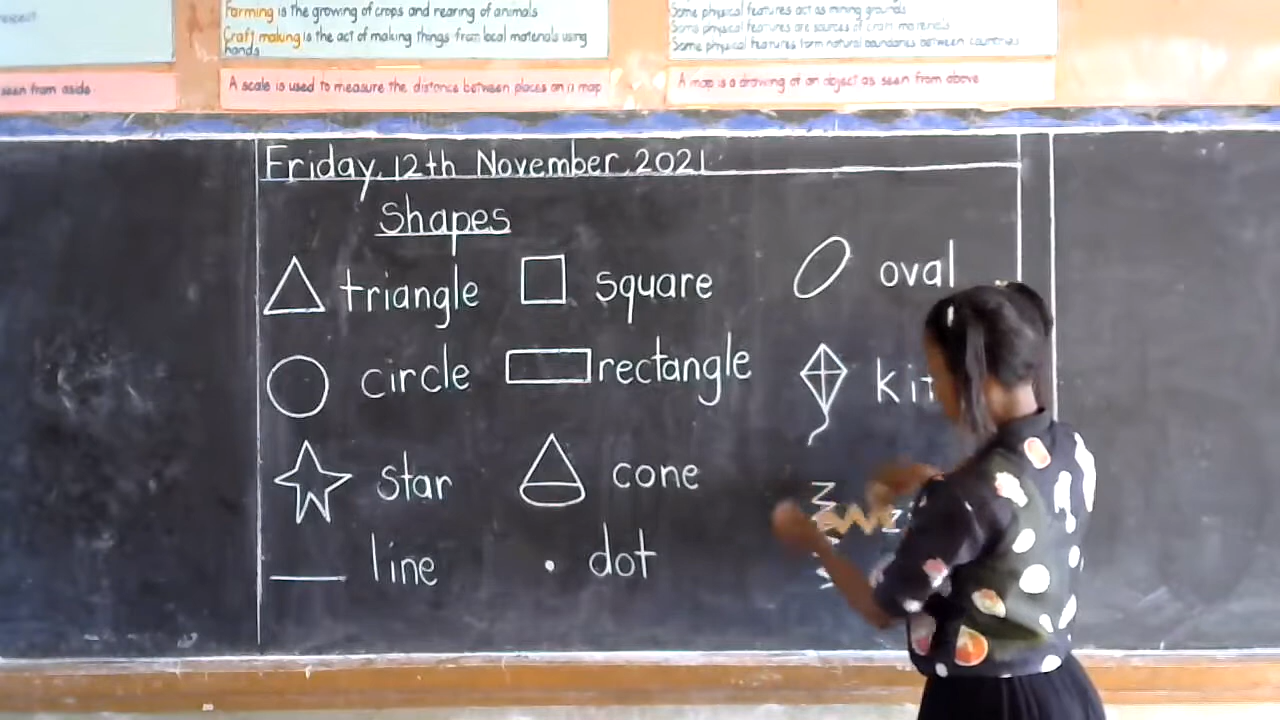 Farming is the growing of crops and rearing of animals
Craft making is the act of making things from local materials using
hands
Some physical features act as mining grounds
Some physical features are sources of craft materials
Some physical features form natural boundaries between countries
seen from aside
A scale is used to measure the distance between places on a map
A map is a drawing of an object as seen from above
Friday, 12th November, 2021
Shapes
triangle square oval
circle rectangle kit
star cone
line dot